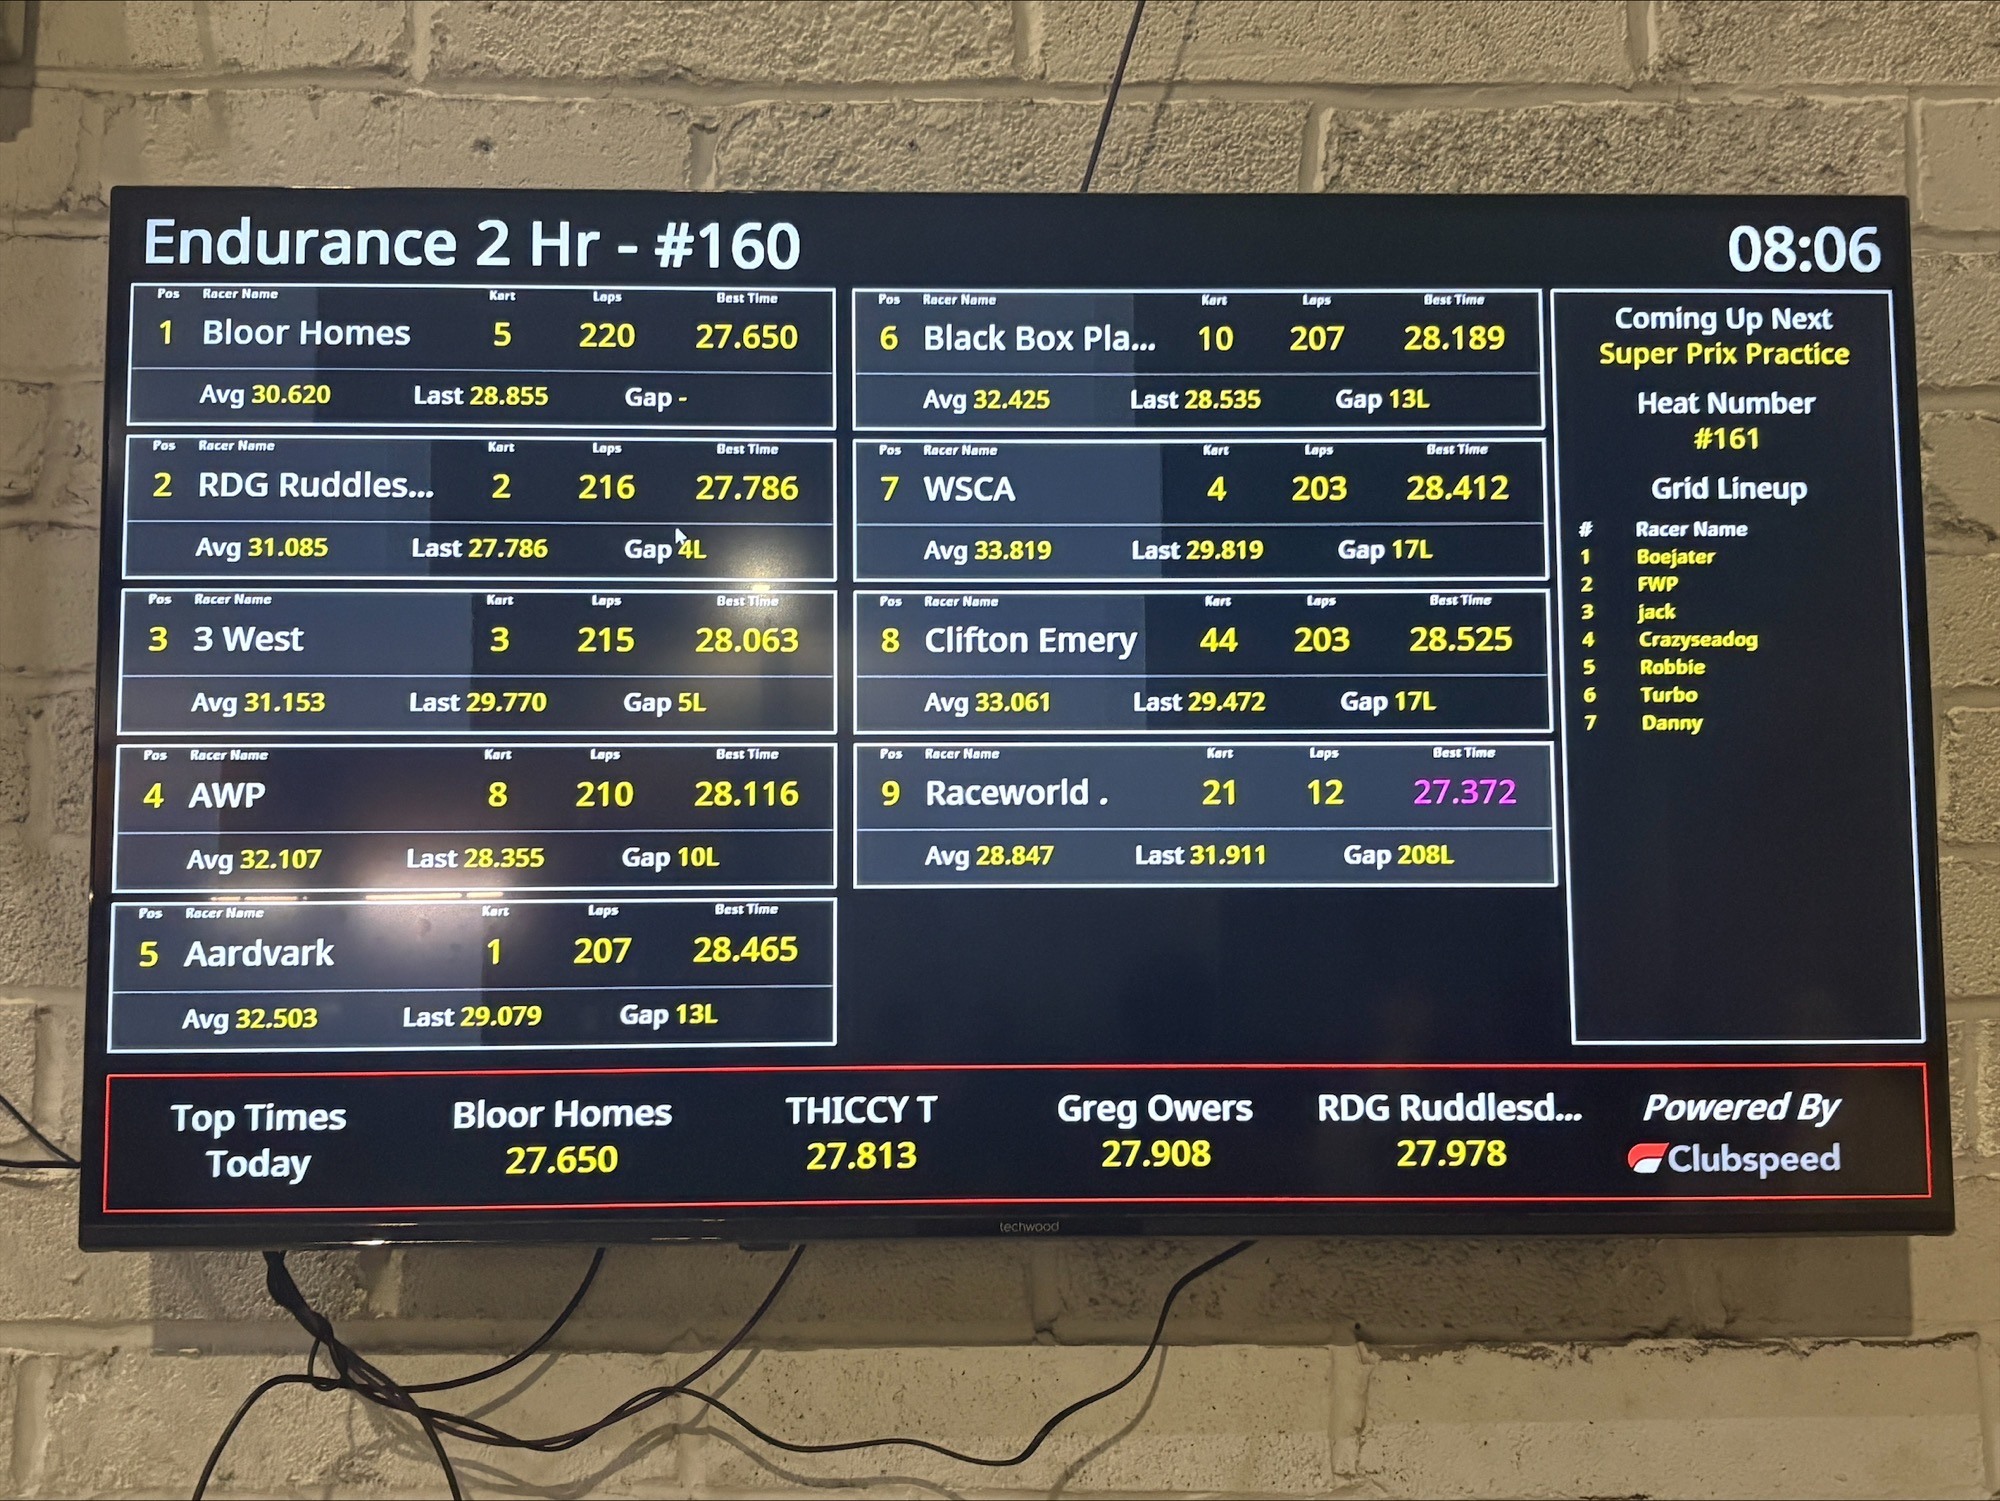 Endurance 2 Hr - #160
08:06
Pos Racer Name Kart Laps Best Time
1 Bloor Homes 5 220 27.650
Avg 30.620 Last 28.855 Gap -
Pos Racer Name Kart Laps Best Time
2 RDG Ruddles... 2 216 27.786
Avg 31.085 Last 27.786 Gap 4L
Pos Racer Name Kart Laps Best Time
3 3 West 3 215 28.063
Avg 31.153 Last 29.770 Gap 5L
Pos Racer Name Kart Laps Best Time
4 AWP 8 210 28.116
Avg 32.107 Last 28.355 Gap 10L
Pos Racer Name Kart Laps Best Time
5 Aardvark 1 207 28.465
Avg 32.503 Last 29.079 Gap 13L
Pos Racer Name Kart Laps Best Time
6 Black Box Pla... 10 207 28.189
Avg 32.425 Last 28.535 Gap 13L
Pos Racer Name Kart Laps Best Time
7 WSCA 4 203 28.412
Avg 33.819 Last 29.819 Gap 17L
Pos Racer Name Kart Laps Best Time
8 Clifton Emery 44 203 28.525
Avg 33.061 Last 29.472 Gap 17L
Pos Racer Name Kart Laps Best Time
9 Raceworld . 21 12 27.372
Avg 28.847 Last 31.911 Gap 208L
Coming Up Next
Super Prix Practice
Heat Number
#161
Grid Lineup
# Racer Name
1 Boejater
2 FWP
3 jack
4 Crazyseadog
5 Robbie
6 Turbo
7 Danny
Top Times
Today
Bloor Homes
27.650
THICCY T
27.813
Greg Owers
27.908
RDG Ruddlesd...
27.978
Powered By
Clubspeed
techwood